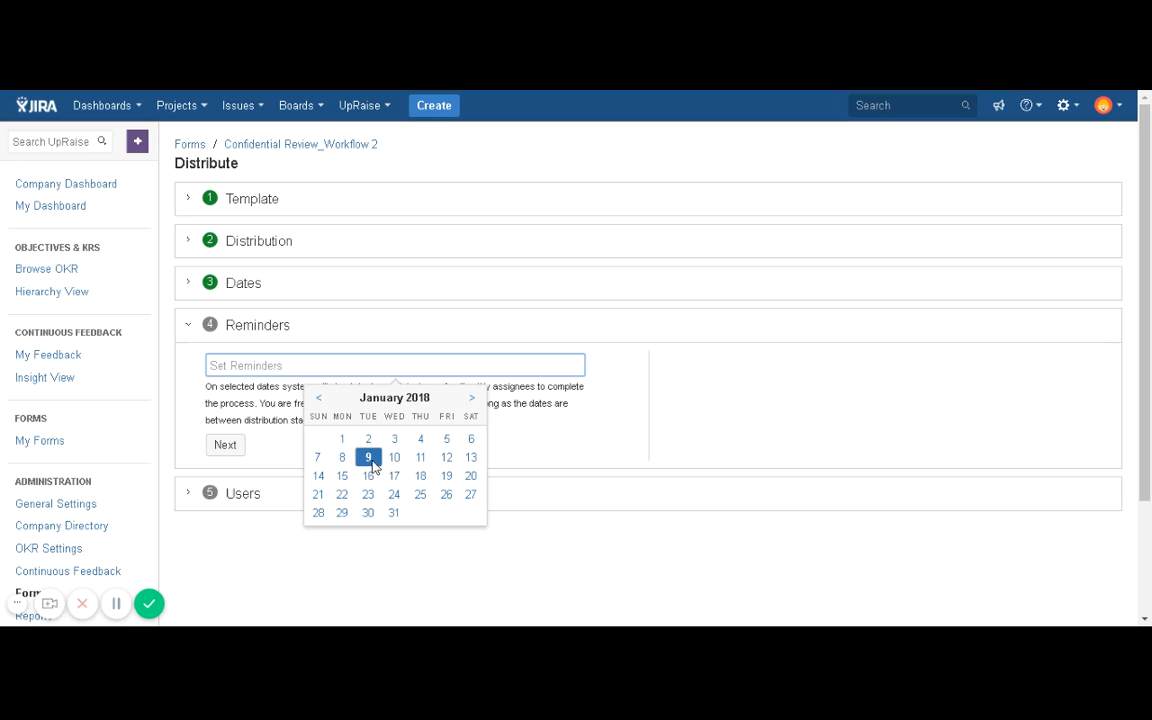 JIRA Dashboards Projects Issues Boards UpRaise Create Search
Search UpRaise +
Forms / Confidential Review_Workflow 2
Distribute
Company Dashboard
My Dashboard
OBJECTIVES & KRS
Browse OKR
Hierarchy View
CONTINUOUS FEEDBACK
My Feedback
Insight View
FORMS
My Forms
ADMINISTRATION
General Settings
Company Directory
OKR Settings
Continuous Feedback
1 Template
2 Distribution
3 Dates
4 Reminders
Set Reminders
On selected dates assignees to complete
the process. You are as the dates are
between distribution
Next
< January 2018 >
SUN MON TUE WED THU FRI SAT
1 2 3 4 5 6
7 8 9 10 11 12 13
14 15 16 17 18 19 20
21 22 23 24 25 26 27
28 29 30 31
5 Users